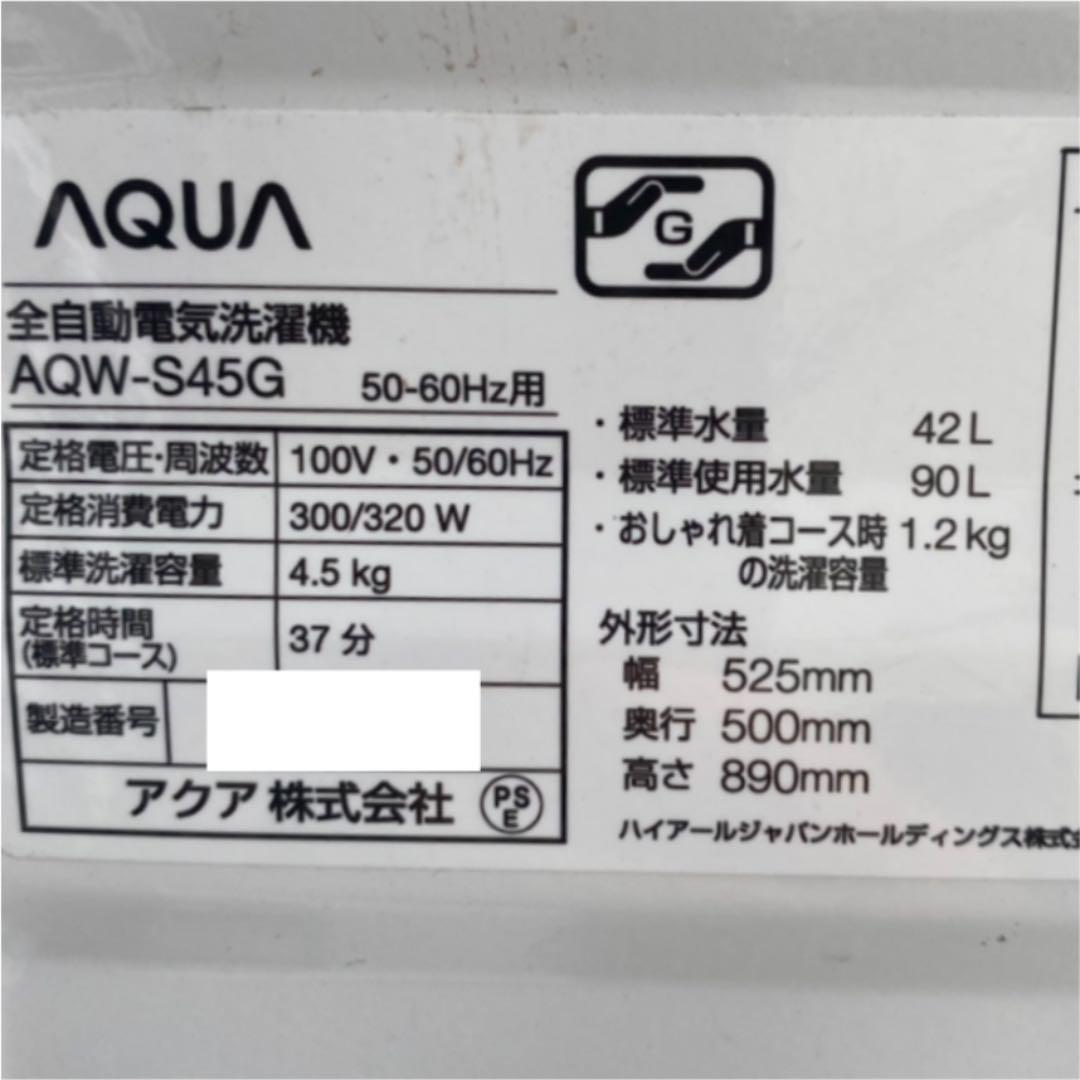 AQUA
全自動電気洗濯機
AQW-S45G 50-60Hz用
定格電圧・周波数 100V・50/60Hz
定格消費電力 300/320 W
標準洗濯容量 4.5 kg
定格時間
(標準コース)
37 分
製造番号
アクア 株式会社
PS
E
G
・標準水量 42 L
・標準使用水量 90 L
・おしゃれ着コース時 1.2 kg
の洗濯容量
外形寸法
幅 525mm
奥行 500mm
高さ 890mm
ハイアールジャパンホールディングス株式